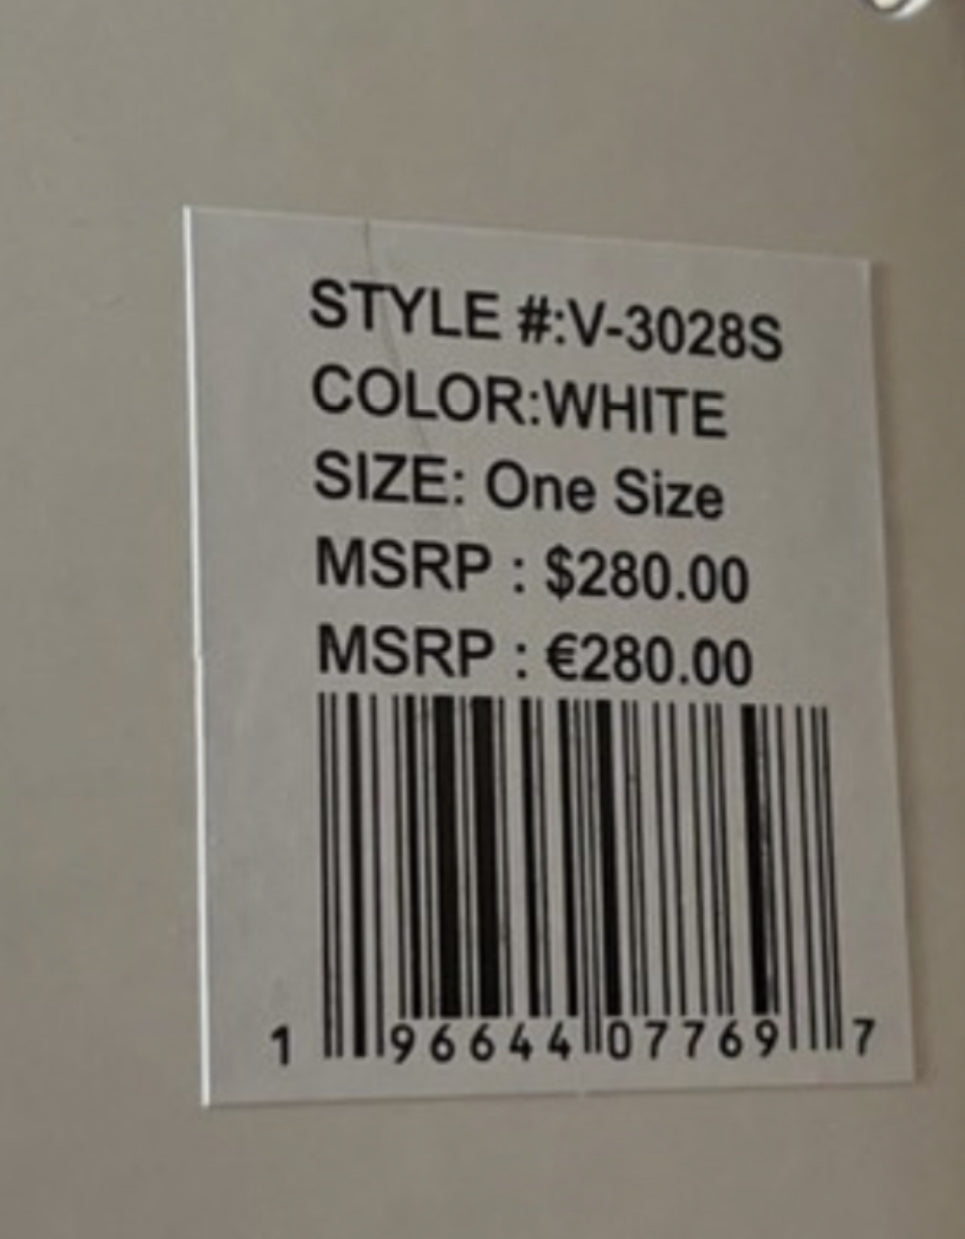 STYLE #:V-3028S
COLOR:WHITE
SIZE: One Size
MSRP : $280.00
MSRP : €280.00
1 96644 07769 7